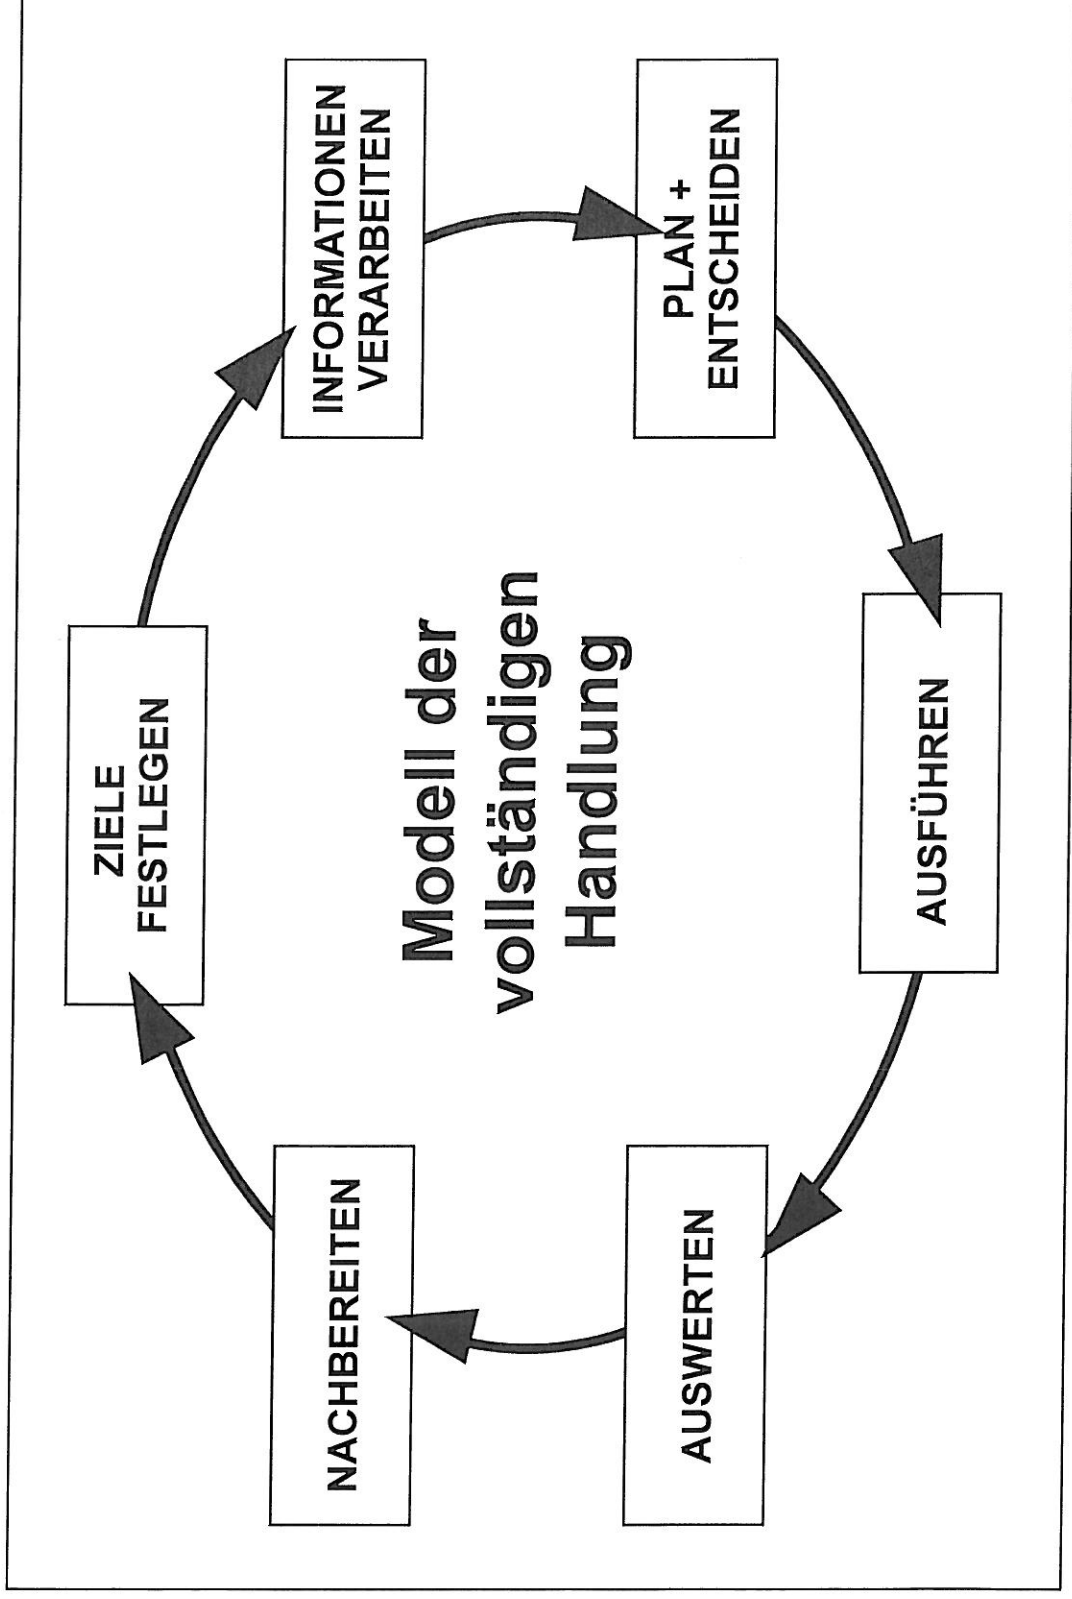 ZIELE
FESTLEGEN
INFORMATIONEN
VERARBEITEN
PLAN +
ENTSCHEIDEN
AUSFÜHREN
AUSWERTEN
NACHBEREITEN
Modell der
vollständigen
Handlung